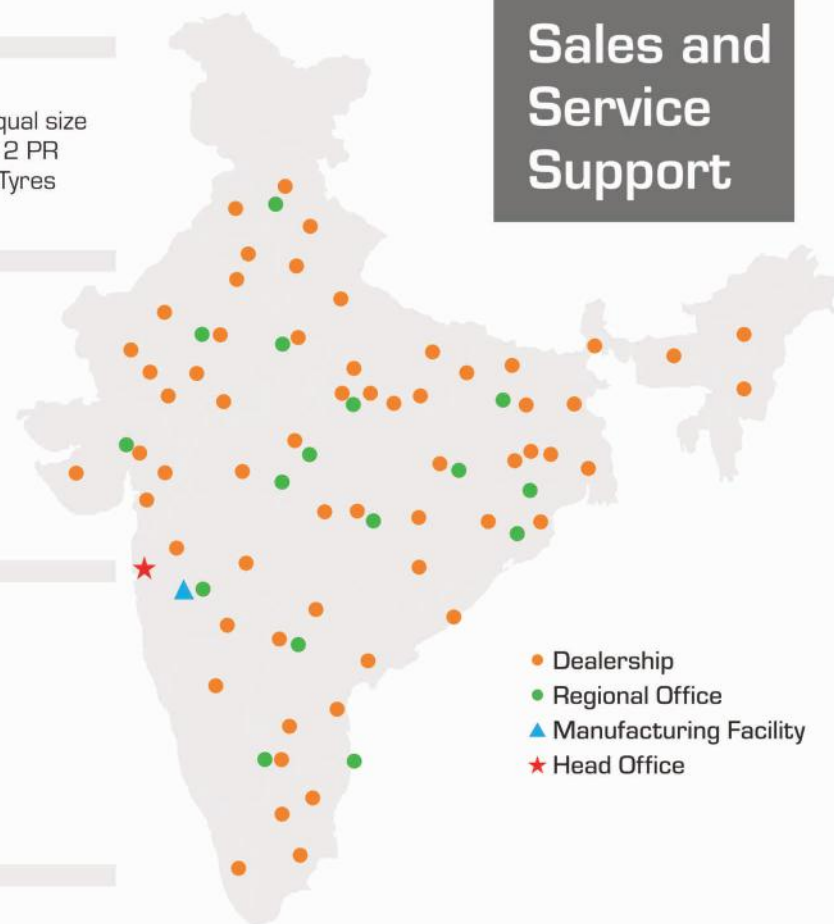 Sales and
Service
Support
qual size
2 PR
Tyres
Dealership
Regional Office
Manufacturing Facility
Head Office